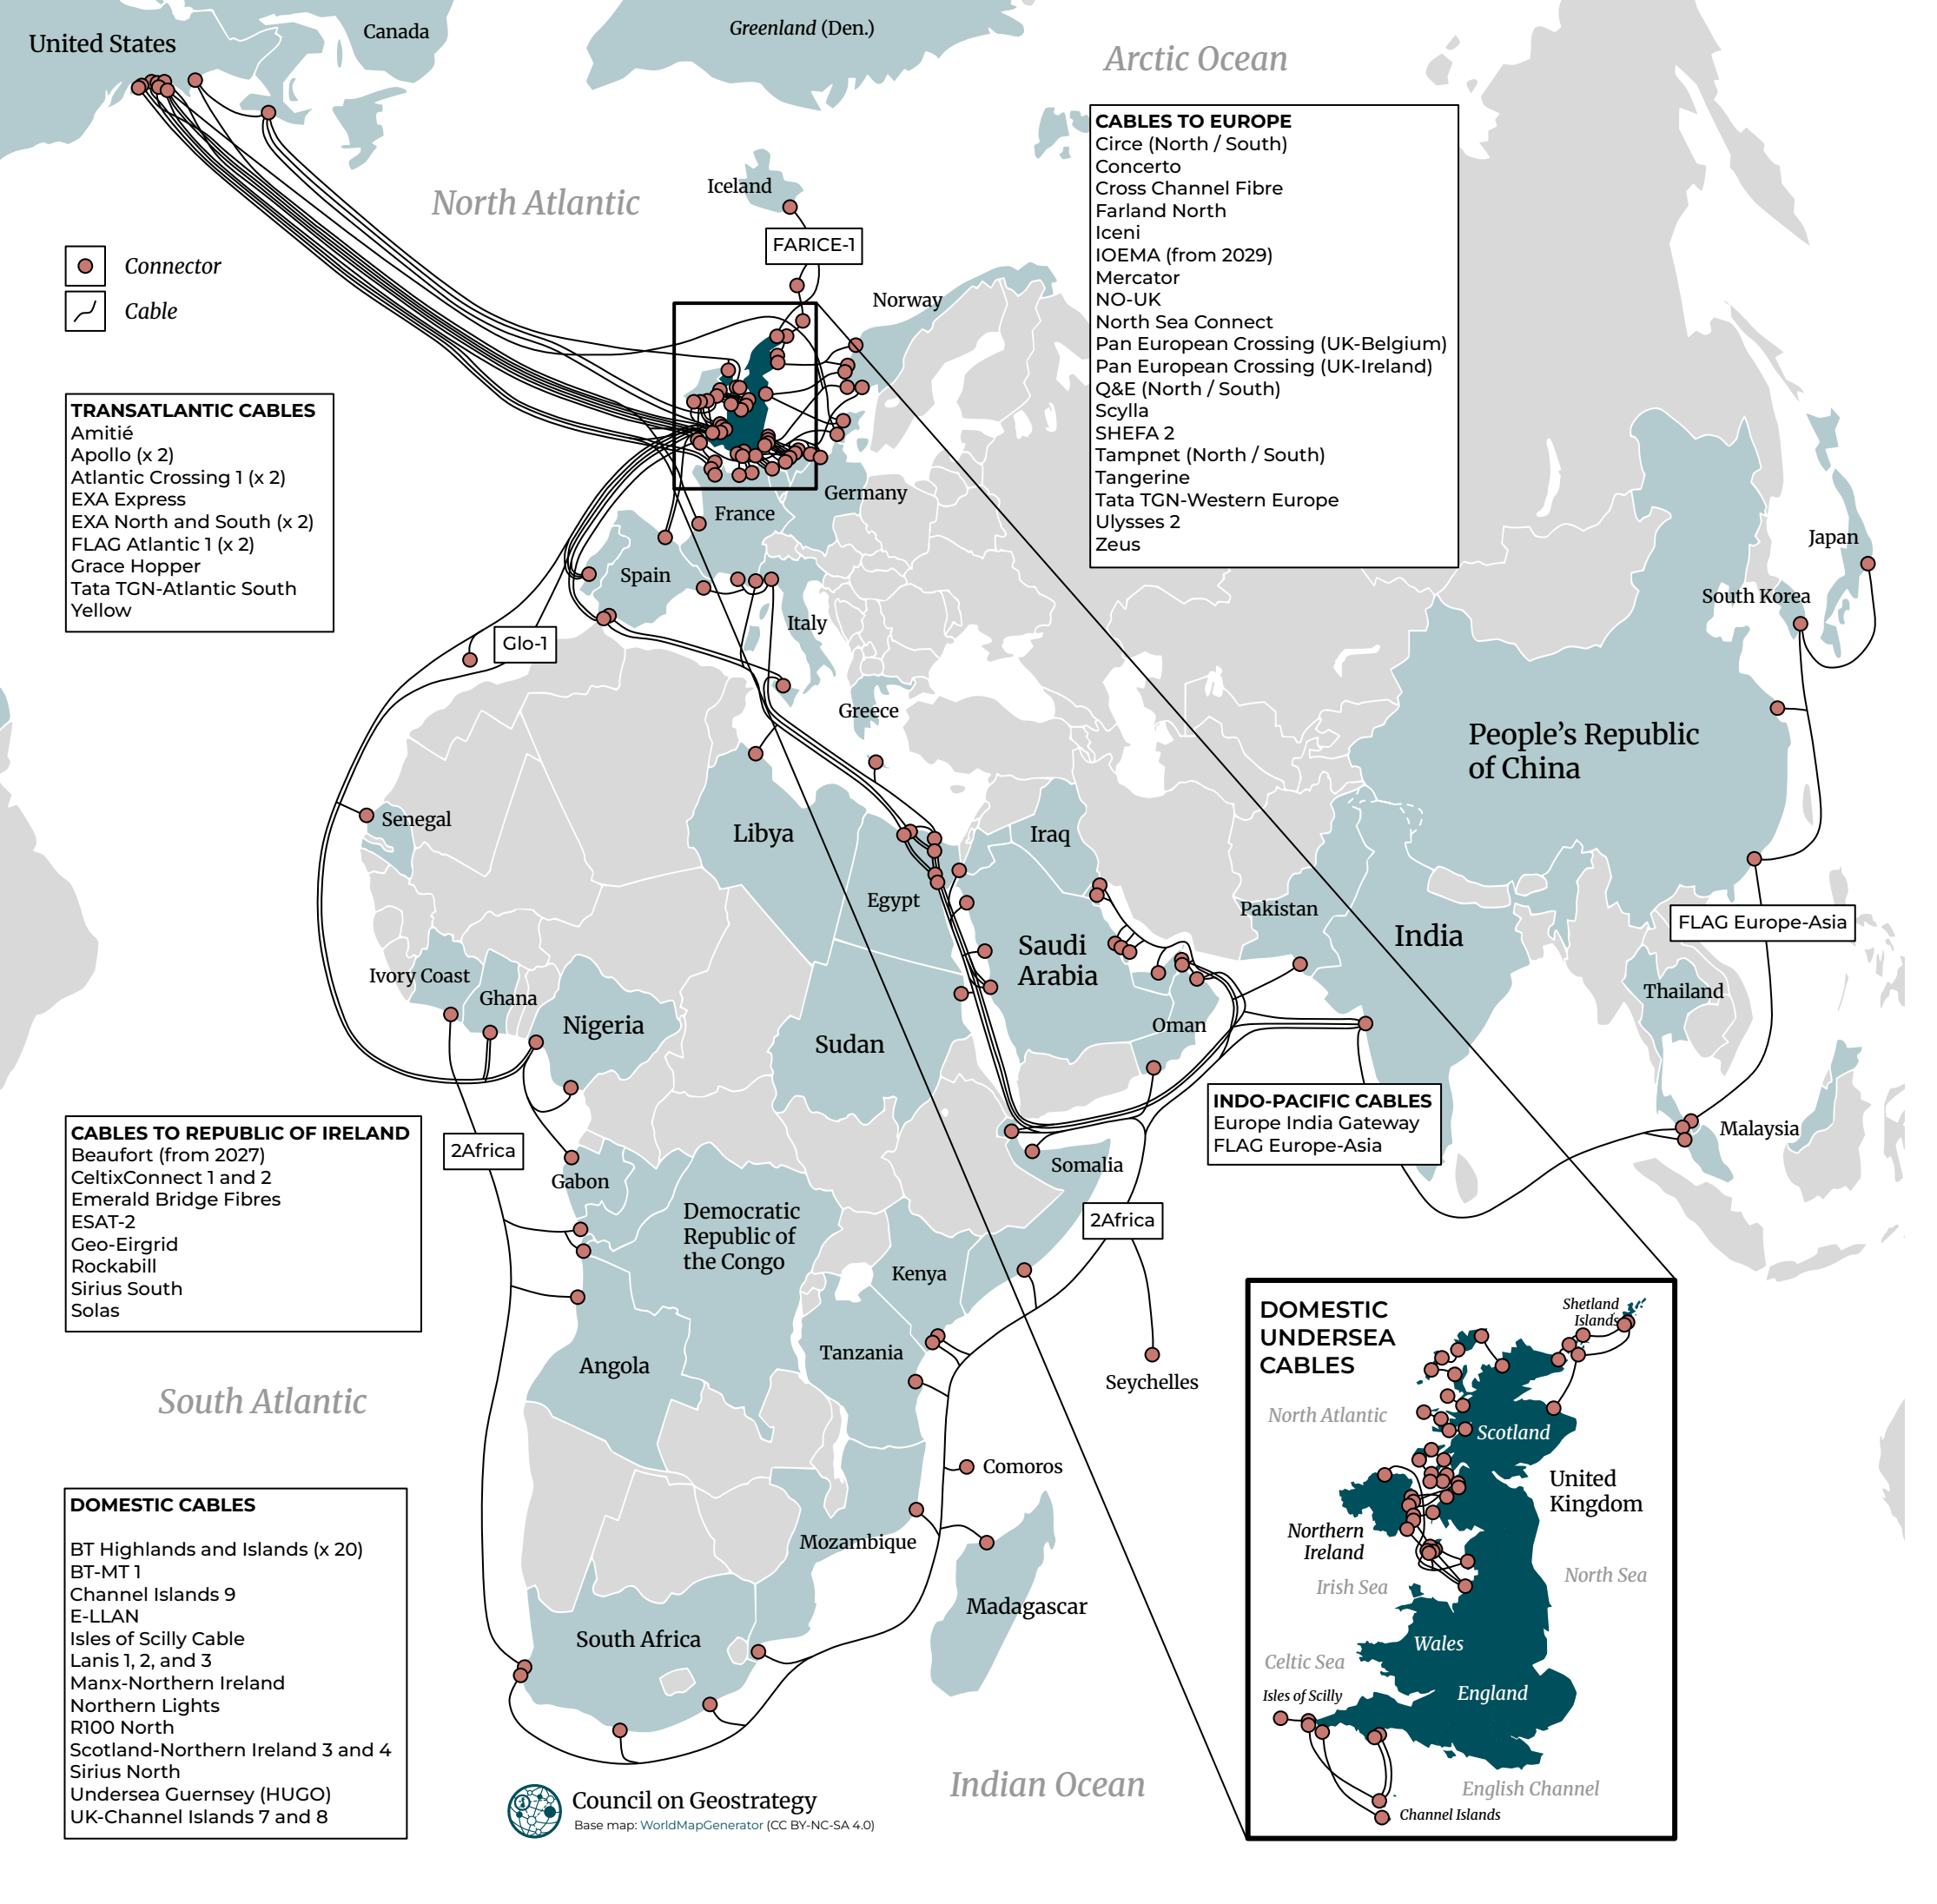 United States
Canada
Greenland (Den.)
Arctic Ocean
North Atlantic
Iceland
FARICE-1
Norway
Connector
Cable
CABLES TO EUROPE
Circe (North / South)
Concerto
Cross Channel Fibre
Farland North
Iceni
IOEMA (from 2029)
Mercator
NO-UK
North Sea Connect
Pan European Crossing (UK-Belgium)
Pan European Crossing (UK-Ireland)
Q&E (North / South)
Scylla
SHEFA 2
Tampnet (North / South)
Tangerine
Tata TGN-Western Europe
Ulysses 2
Zeus
TRANSATLANTIC CABLES
Amitié
Apollo (x 2)
Atlantic Crossing 1 (x 2)
EXA Express
EXA North and South (x 2)
FLAG Atlantic 1 (x 2)
Grace Hopper
Tata TGN-Atlantic South
Yellow
Germany
France
Spain
Italy
Greece
Glo-1
Japan
South Korea
People's Republic
of China
Senegal
Libya
Egypt
Iraq
Saudi
Arabia
Pakistan
India
FLAG Europe-Asia
Thailand
Ivory Coast
Ghana
Nigeria
Sudan
Oman
Malaysia
INDO-PACIFIC CABLES
Europe India Gateway
FLAG Europe-Asia
CABLES TO REPUBLIC OF IRELAND
Beaufort (from 2027)
CeltixConnect 1 and 2
Emerald Bridge Fibres
ESAT-2
Geo-Eirgrid
Rockabill
Sirius South
Solas
2Africa
Gabon
Somalia
2Africa
Democratic
Republic of
the Congo
Kenya
Tanzania
Angola
Seychelles
South Atlantic
Comoros
Mozambique
Madagascar
South Africa
Indian Ocean
DOMESTIC CABLES
BT Highlands and Islands (x 20)
BT-MT 1
Channel Islands 9
E-LLAN
Isles of Scilly Cable
Lanis 1, 2, and 3
Manx-Northern Ireland
Northern Lights
R100 North
Scotland-Northern Ireland 3 and 4
Sirius North
Undersea Guernsey (HUGO)
UK-Channel Islands 7 and 8
DOMESTIC
UNDERSEA
CABLES
Shetland
Islands
North Atlantic
Scotland
United
Kingdom
Northern
Ireland
Irish Sea
North Sea
Wales
Celtic Sea
England
Isles of Scilly
English Channel
Channel Islands
Council on Geostrategy
Base map: WorldMapGenerator (CC BY-NC-SA 4.0)